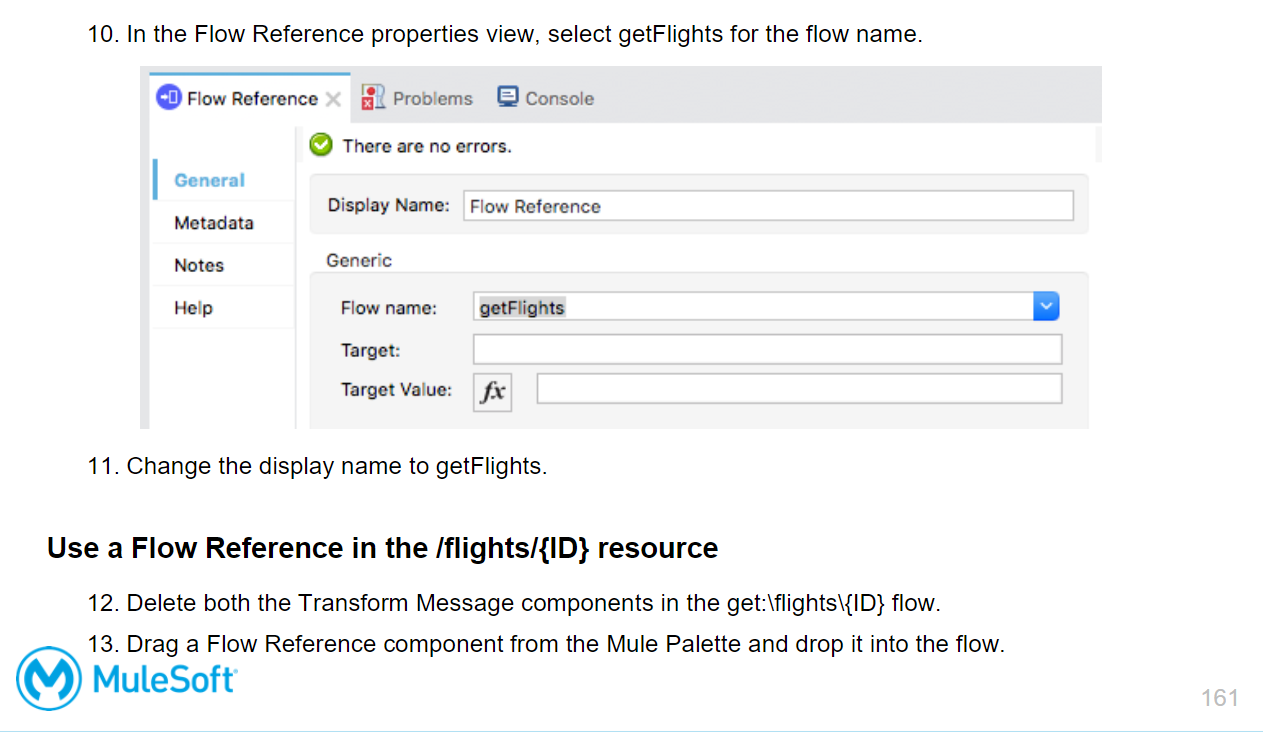 10. In the Flow Reference properties view, select getFlights for the flow name.
Flow Reference Problems Console
There are no errors.
General
Display Name: Flow Reference
Metadata
Notes
Generic
Help
Flow name: getFlights
Target:
Target Value: fx
11. Change the display name to getFlights.
Use a Flow Reference in the /flights/{ID} resource
12. Delete both the Transform Message components in the get:\flights\{ID} flow.
13. Drag a Flow Reference component from the Mule Palette and drop it into the flow.
MuleSoft
161